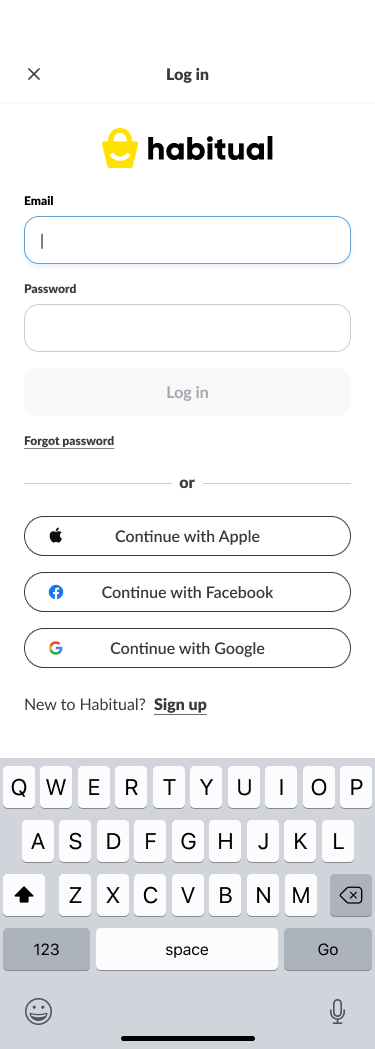 Log in
habitual
Email
Password
Log in
Forgot password
or
Continue with Apple
Continue with Facebook
Continue with Google
New to Habitual? Sign up
Q W E R T Y U I O P
A S D F G H J K L
Z X C V B N M
123 space Go